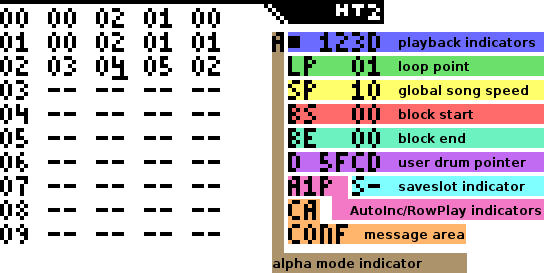 HT2
00 00 02 01 00
01 00 02 01 01 A ■ 123D playback indicators
02 03 04 05 02 LP 01 loop point
03 -- -- -- -- SP 10 global song speed
04 -- -- -- -- BS 00 block start
05 -- -- -- -- BE 00 block end
06 -- -- -- -- D SFCD user drum pointer
07 -- -- -- -- A1P S- saveslot indicator
08 -- -- -- -- CA AutoInc/RowPlay indicators
09 -- -- -- -- CONF message area
alpha mode indicator